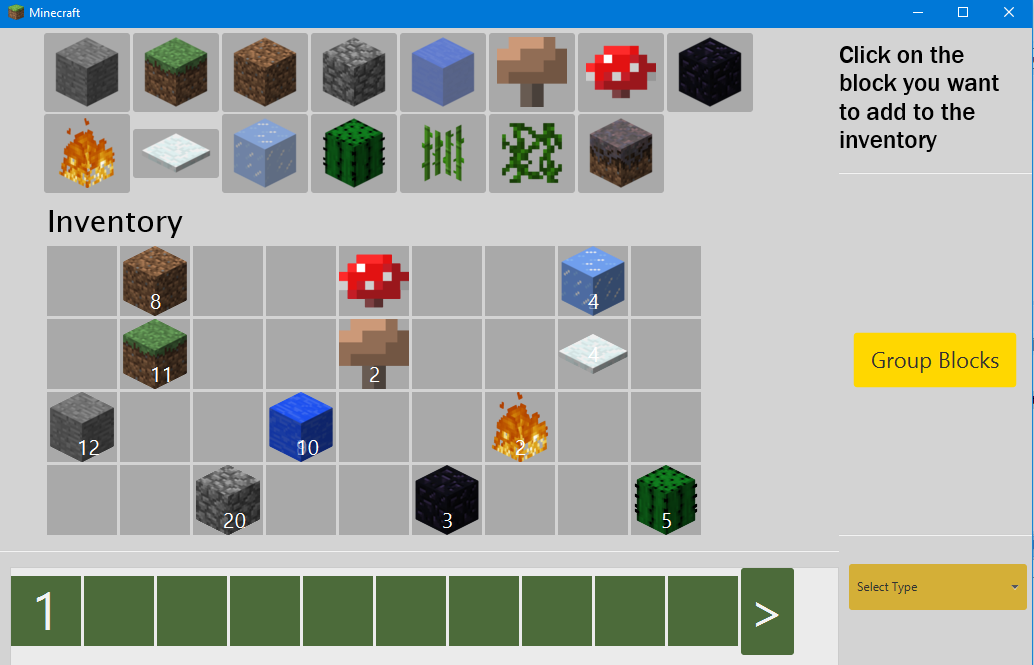 Minecraft
Click on the
block you want
to add to the
inventory
Inventory
8
4
11
2
4
Group Blocks
12
10
2
20
3
5
Select Type
1
>